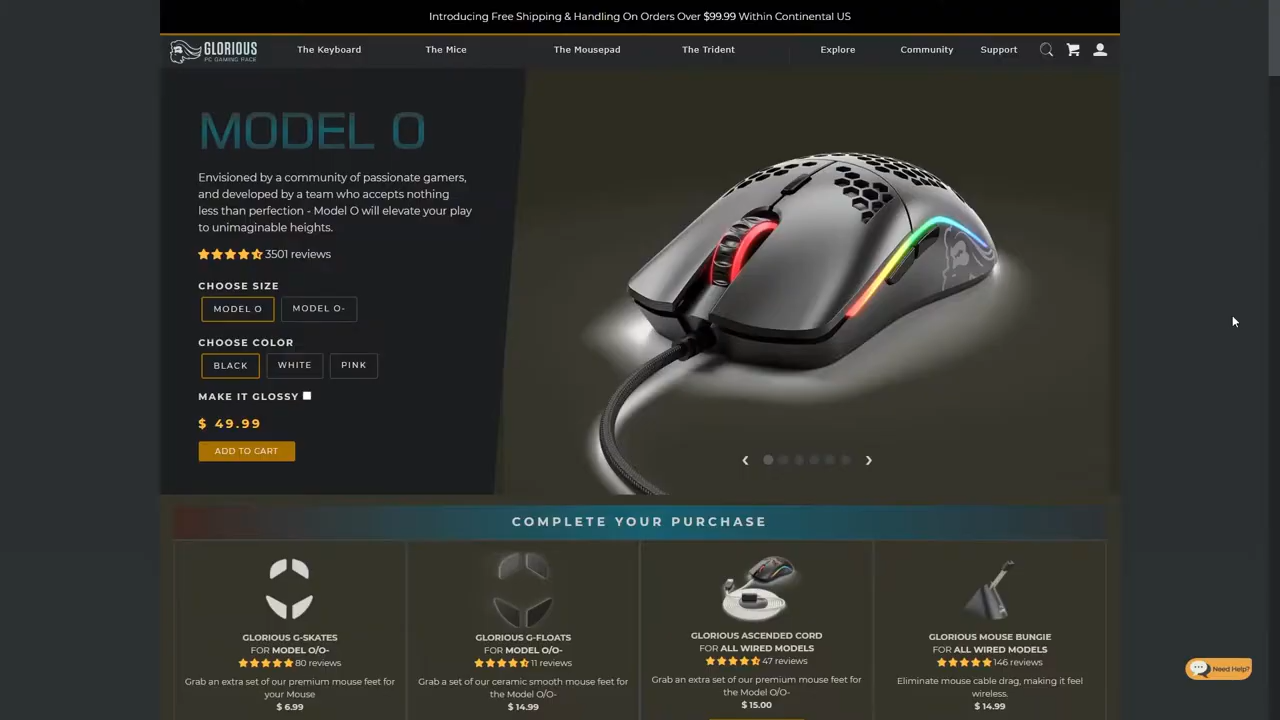 Introducing Free Shipping & Handling On Orders Over $99.99 Within Continental US
GLORIOUS
PC GAMING RACE
The Keyboard
The Mice
The Mousepad
The Trident
Explore
Community
Support
MODEL O
Envisioned by a community of passionate gamers,
and developed by a team who accepts nothing
less than perfection - Model O will elevate your play
to unimaginable heights.
3501 reviews
CHOOSE SIZE
MODEL O
MODEL O-
CHOOSE COLOR
BLACK
WHITE
PINK
MAKE IT GLOSSY
$ 49.99
ADD TO CART
COMPLETE YOUR PURCHASE
GLORIOUS G-SKATES
FOR MODEL O/O-
80 reviews
Grab an extra set of our premium mouse feet for
your Mouse
$ 6.99
GLORIOUS G-FLOATS
FOR MODEL O/O-
11 reviews
Grab a set of our ceramic smooth mouse feet for
the Model O/O-
$ 14.99
GLORIOUS ASCENDED CORD
FOR ALL WIRED MODELS
47 reviews
Grab an extra set of our premium mouse feet for
the Model O/O-
$ 15.00
GLORIOUS MOUSE BUNGIE
FOR ALL WIRED MODELS
146 reviews
Eliminate mouse cable drag, making it feel
wireless.
$ 14.99
Need Help?